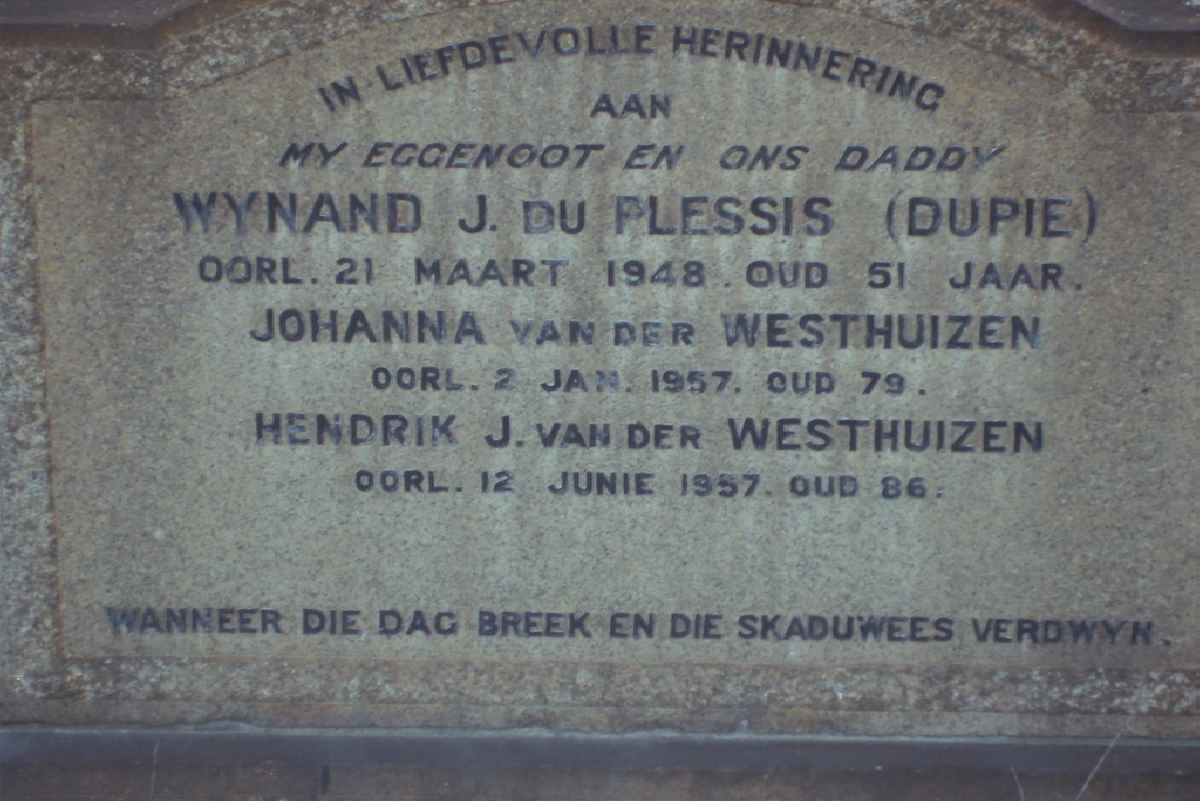 IN LIEFDEVOLLE HERINNERING
AAN
MY EGGENOOT EN ONS DADDY
WYNAND J. DU PLESSIS (DUPIE)
OORL. 21 MAART 1948. OUD 51 JAAR.
JOHANNA VAN DER WESTHUIZEN
OORL. 2 JAN. 1957. OUD 79.
HENDRIK J. VAN DER WESTHUIZEN
OORL. 12 JUNIE 1957. OUD 86.
WANNEER DIE DAG BREEK EN DIE SKADUWEES VERDWYN.